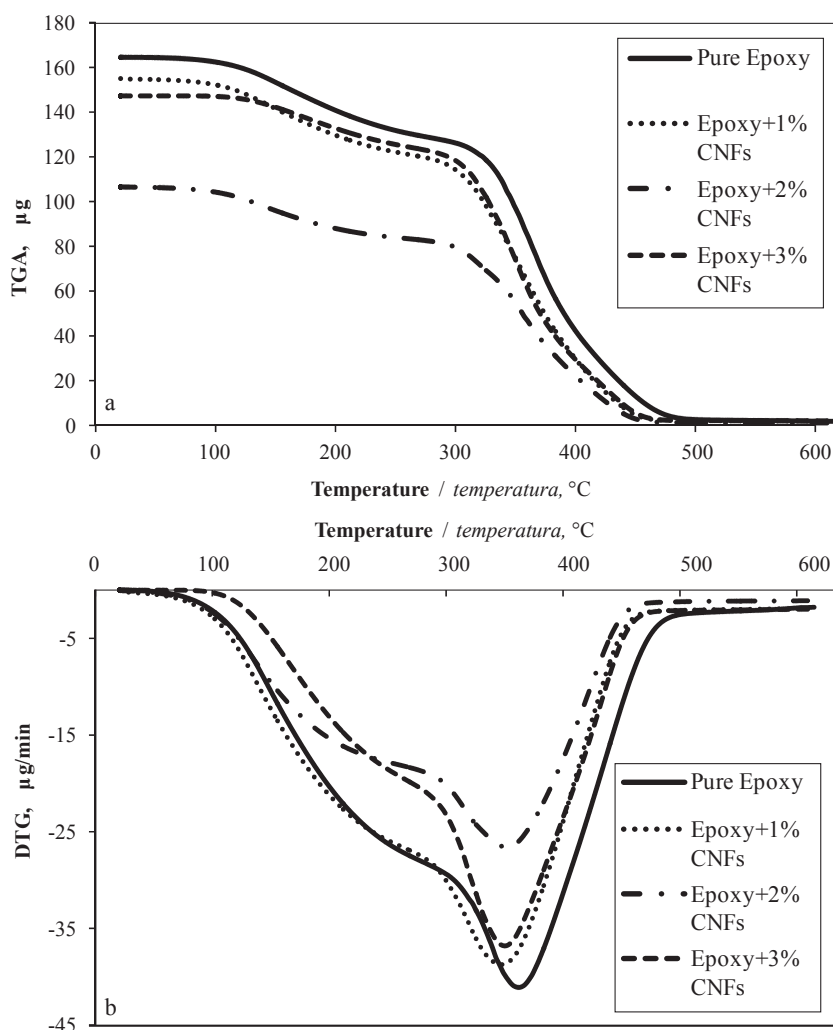 180
160
140
120
100
80
60
40
20
0
TGA, µg
a
Pure Epoxy
Epoxy+1%
CNFs
Epoxy+2%
CNFs
Epoxy+3%
CNFs
0 100 200 300 400 500 600
Temperature / temperatura, °C
Temperature / temperatura, °C
0 100 200 300 400 500 600
-5
-15
-25
-35
-45
DTG, µg/min
b
Pure Epoxy
Epoxy+1%
CNFs
Epoxy+2%
CNFs
Epoxy+3%
CNFs